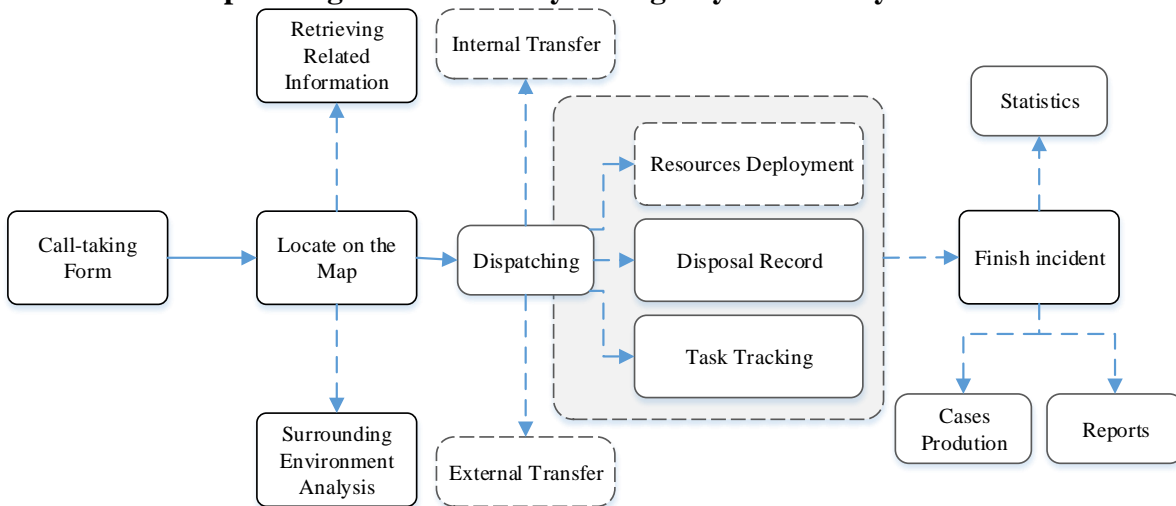 Retrieving
Related
Information
Internal Transfer
Statistics
Resources Deployment
Call-taking
Form
Locate on the
Map
Dispatching
Disposal Record
Finish incident
Task Tracking
Surrounding
Environment
Analysis
External Transfer
Cases
Prodution
Reports